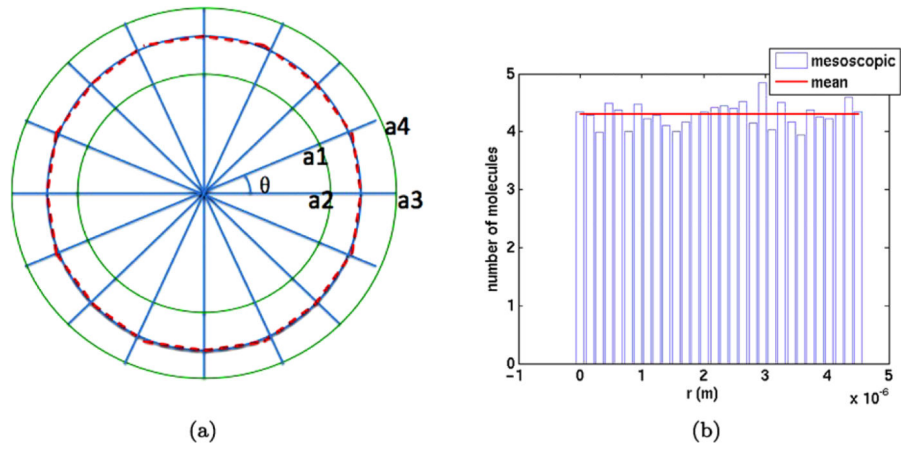 a4
a1
θ
a2
a3
(a)
mesoscopic
mean
number of molecules
5
4
3
2
1
0
-1 0 1 2 3 4 5
r (m)
x 10⁻⁶
(b)